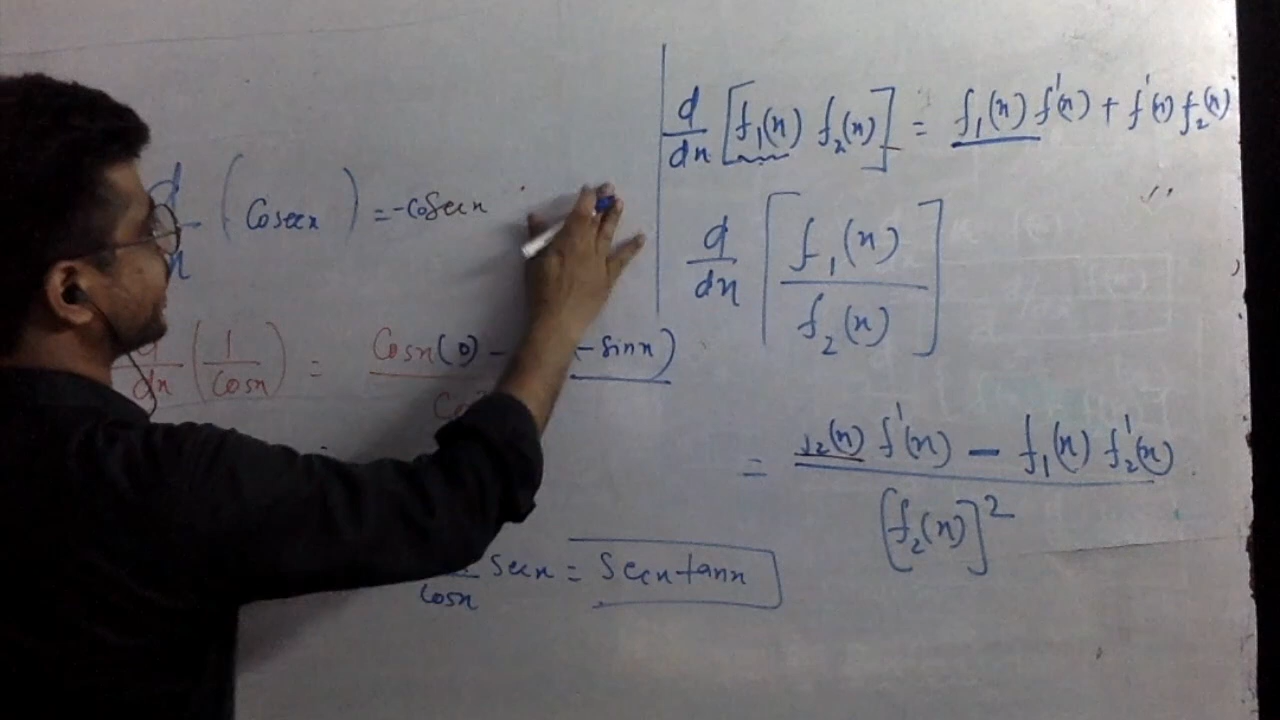 d/dx (Cosecx) = -coSecx
d/dx (1/Cosx) = Cosx(0) - (-Sinx)
=
Cosx Secx = Secxtanx
d/dx [f₁(x) f₂(x)] = f₁(x) f'(x) + f'(x) f₂(x)
d/dx [f₁(x)/f₂(x)]
= f₂(x) f'(x) - f₁(x) f₂'(x)
[f₂(x)]²